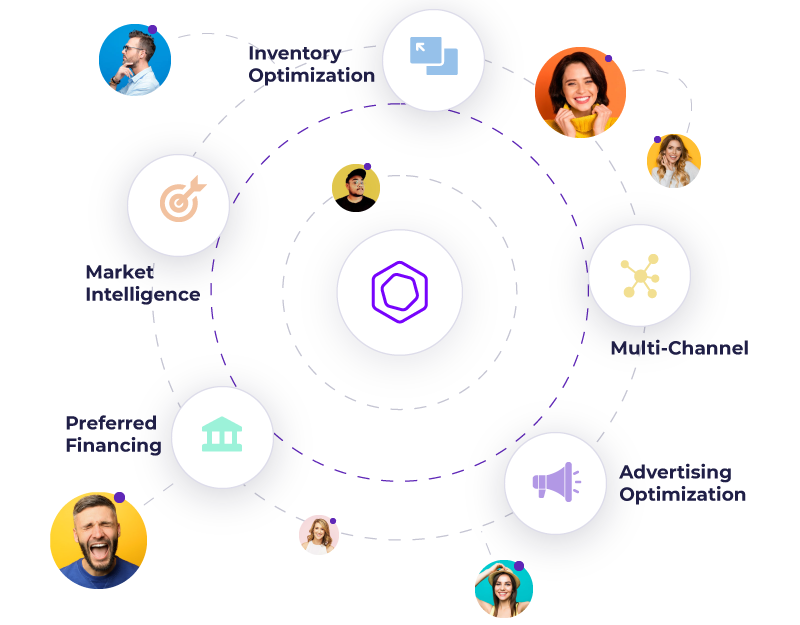 Inventory
Optimization
Market
Intelligence
Multi-Channel
Preferred
Financing
Advertising
Optimization